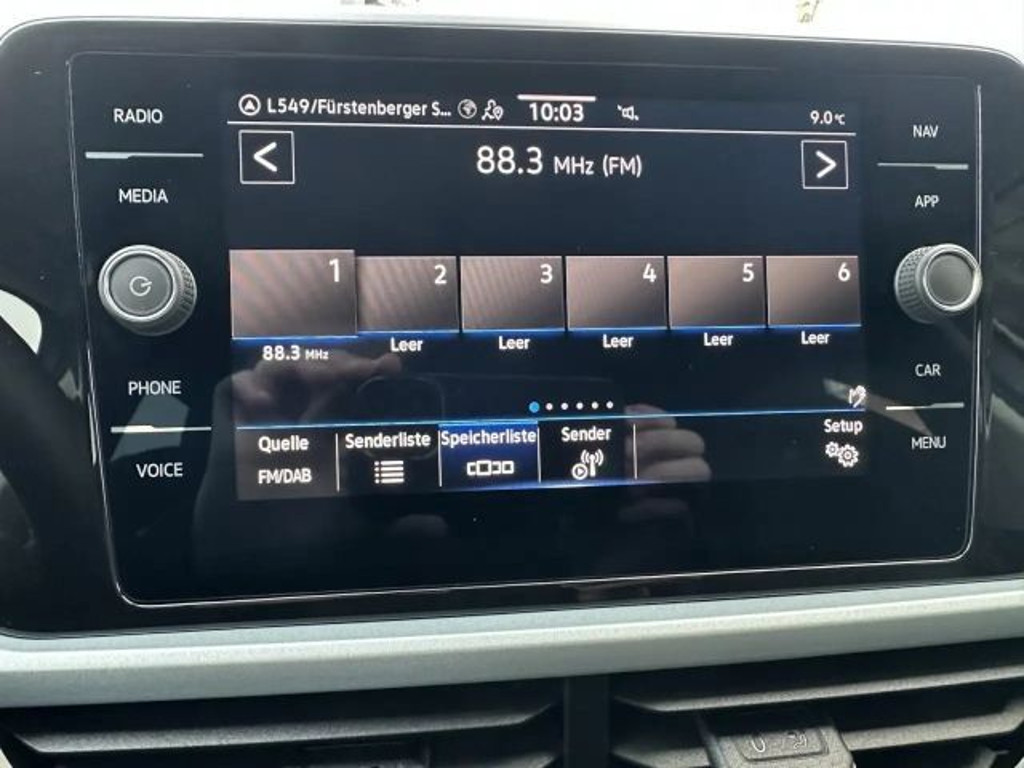 RADIO
MEDIA
PHONE
VOICE
L549/Fürstenberger S...
10:03
9.0°C
<
88.3 MHz (FM)
>
1
2
3
4
5
6
88.3 MHz
Leer
Leer
Leer
Leer
Leer
Quelle
FM/DAB
Senderliste
Speicherliste
Sender
Setup
NAV
APP
CAR
MENU